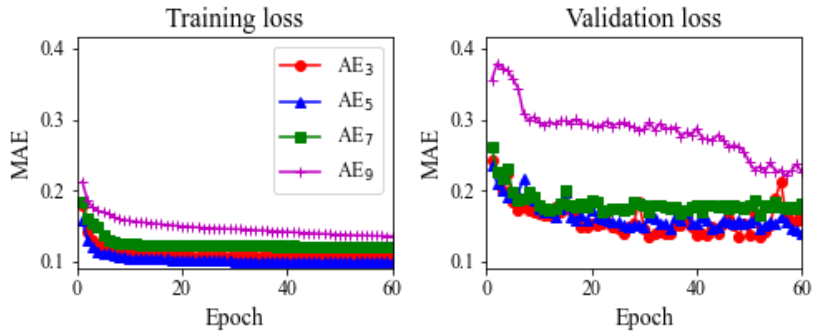 Training loss
Validation loss
MAE
0.4
0.3
0.2
0.1
0
20
40
60
Epoch
AE₃
AE₅
AE₇
AE₉
MAE
0.4
0.3
0.2
0.1
0
20
40
60
Epoch